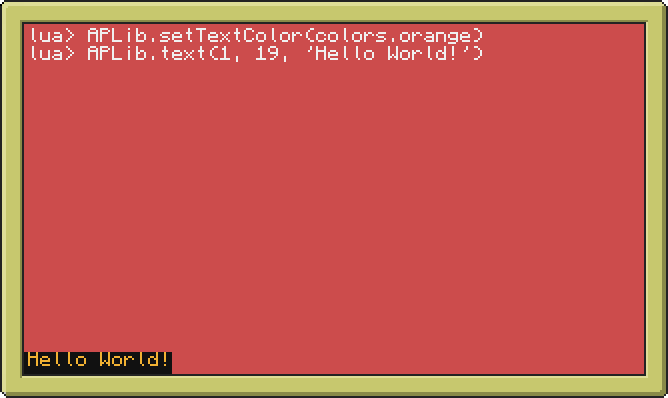 lua> APLib.setTextColor(colors.orange)
lua> APLib.text(1, 19, 'Hello World!')
Hello World!